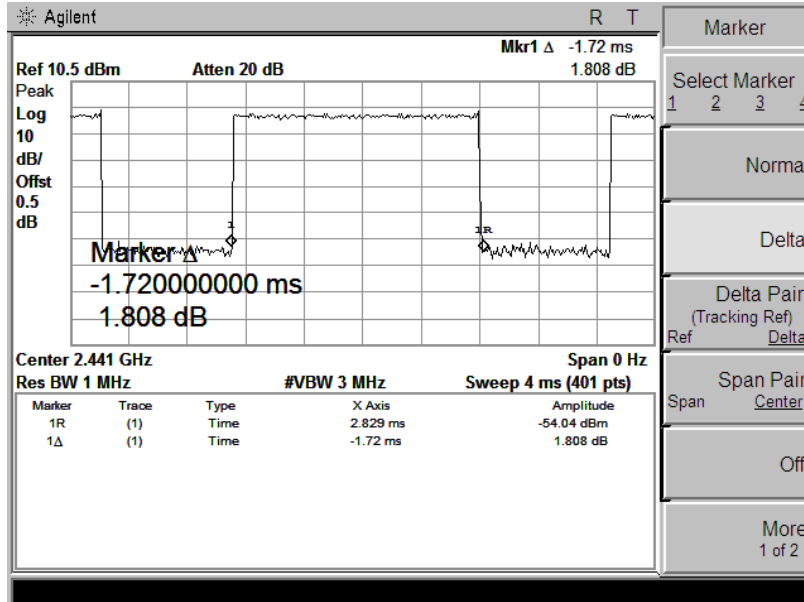 Agilent R T
Mkr1 Δ -1.72 ms
Ref 10.5 dBm Atten 20 dB 1.808 dB
Peak
Log
10
dB/
Offst
0.5
dB
1
1R
Marker Δ
-1.720000000 ms
1.808 dB
Center 2.441 GHz Span 0 Hz
Res BW 1 MHz #VBW 3 MHz Sweep 4 ms (401 pts)
Marker Trace Type X Axis Amplitude
1R (1) Time 2.829 ms -54.04 dBm
1Δ (1) Time -1.72 ms 1.808 dB
Marker
Select Marker
1 2 3 4
Norma
Delta
Delta Pair
(Tracking Ref)
Ref Delta
Span Pair
Span Center
Off
More
1 of 2